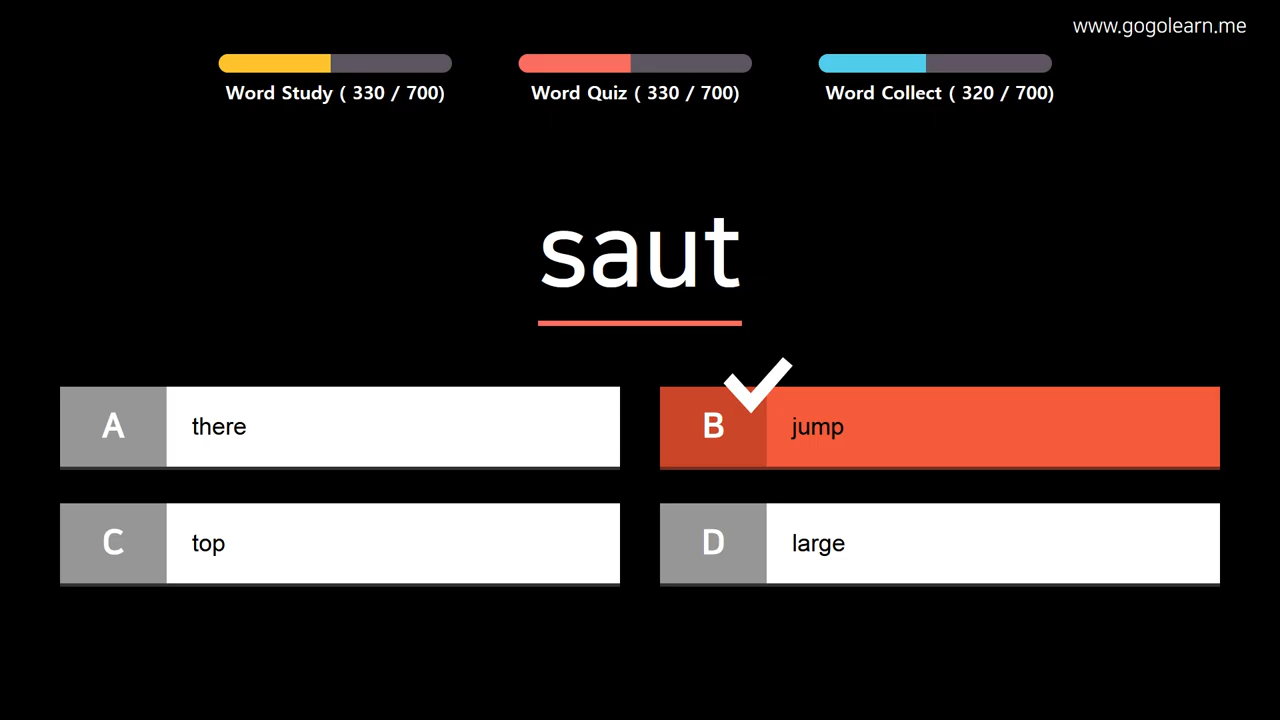 www.gogolearn.me
Word Study ( 330 / 700)
Word Quiz ( 330 / 700)
Word Collect ( 320 / 700)
saut
A there
B jump
C top
D large